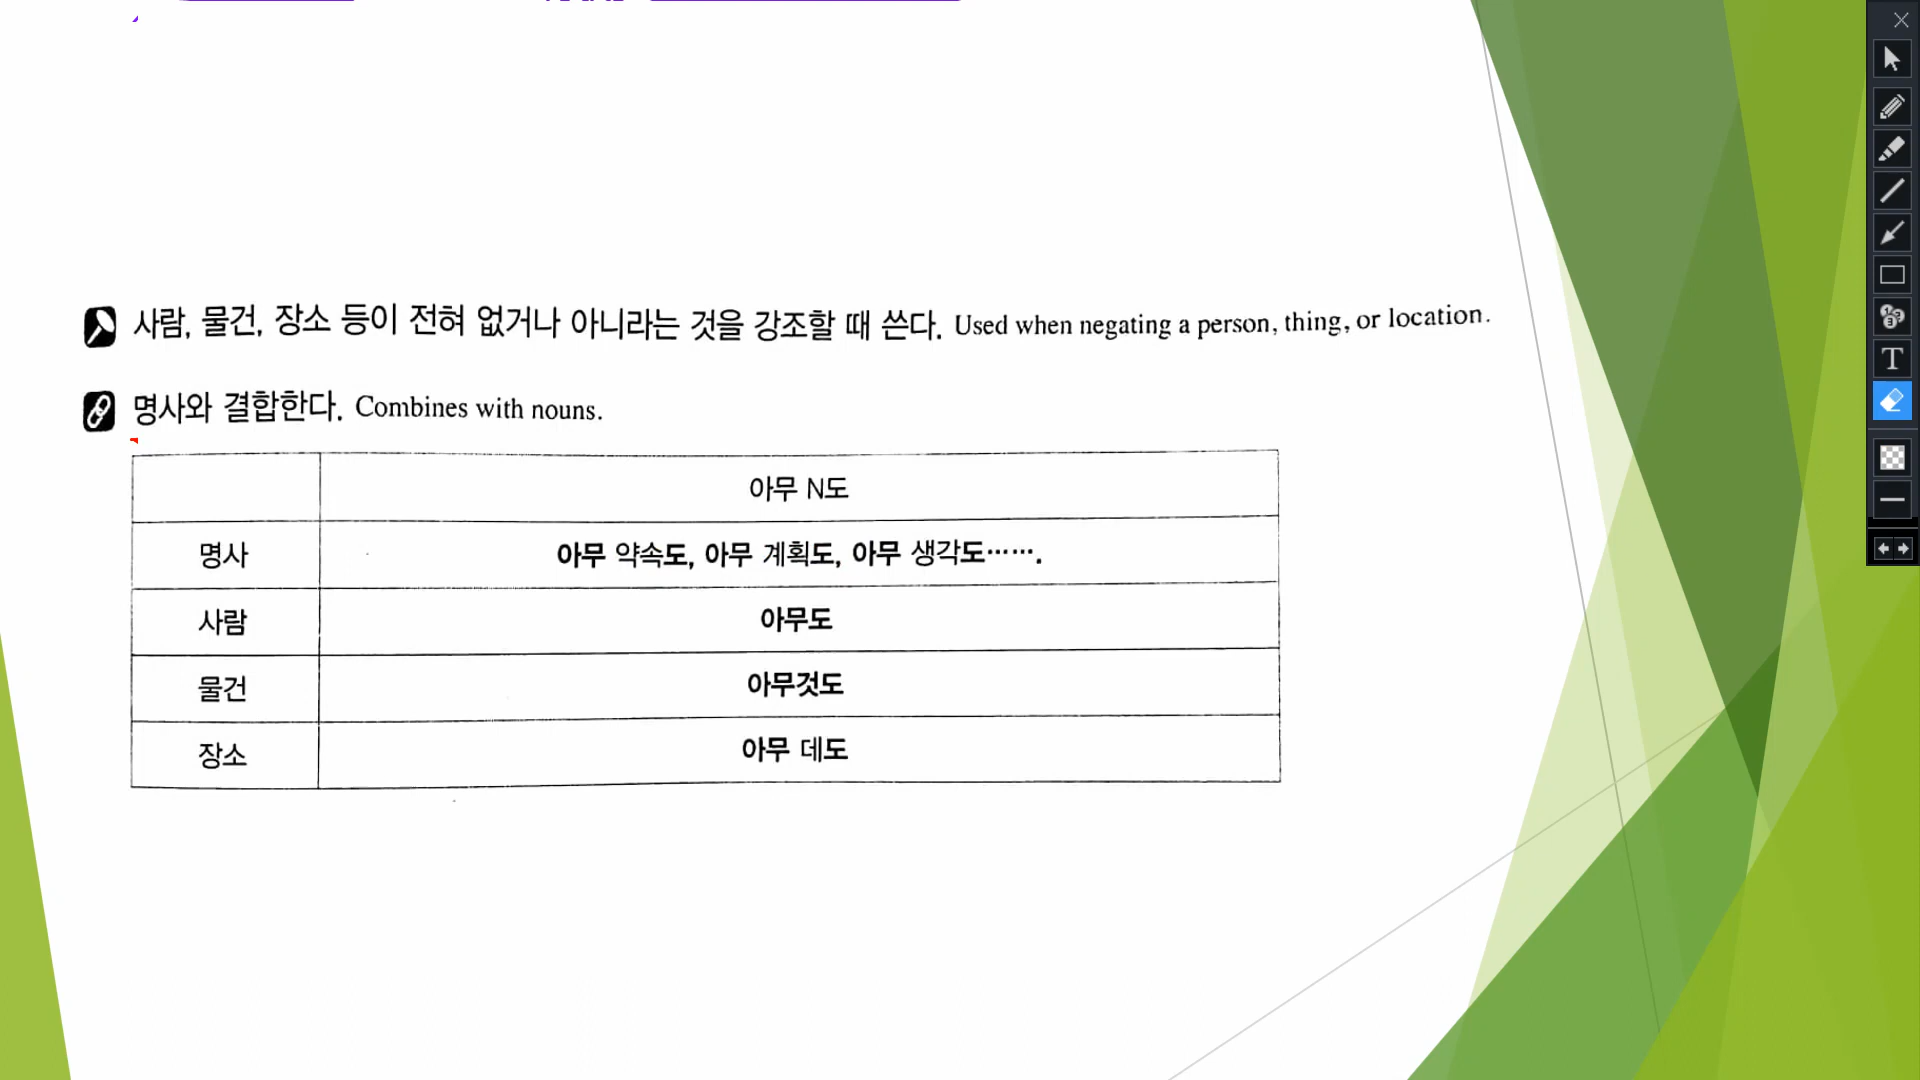 사람, 물건, 장소 등이 전혀 없거나 아니라는 것을 강조할 때 쓴다. Used when negating a person, thing, or location.
명사와 결합한다. Combines with nouns.
아무 N도
명사 아무 약속도, 아무 계획도, 아무 생각도…….
사람 아무도
물건 아무것도
장소 아무 데도